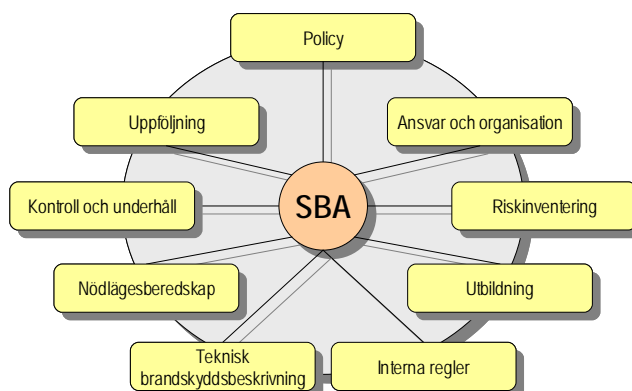 Policy
Uppföljning
Ansvar och organisation
Kontroll och underhåll
SBA
Riskinventering
Nödlägesberedskap
Utbildning
Teknisk
brandskyddsbeskrivning
Interna regler